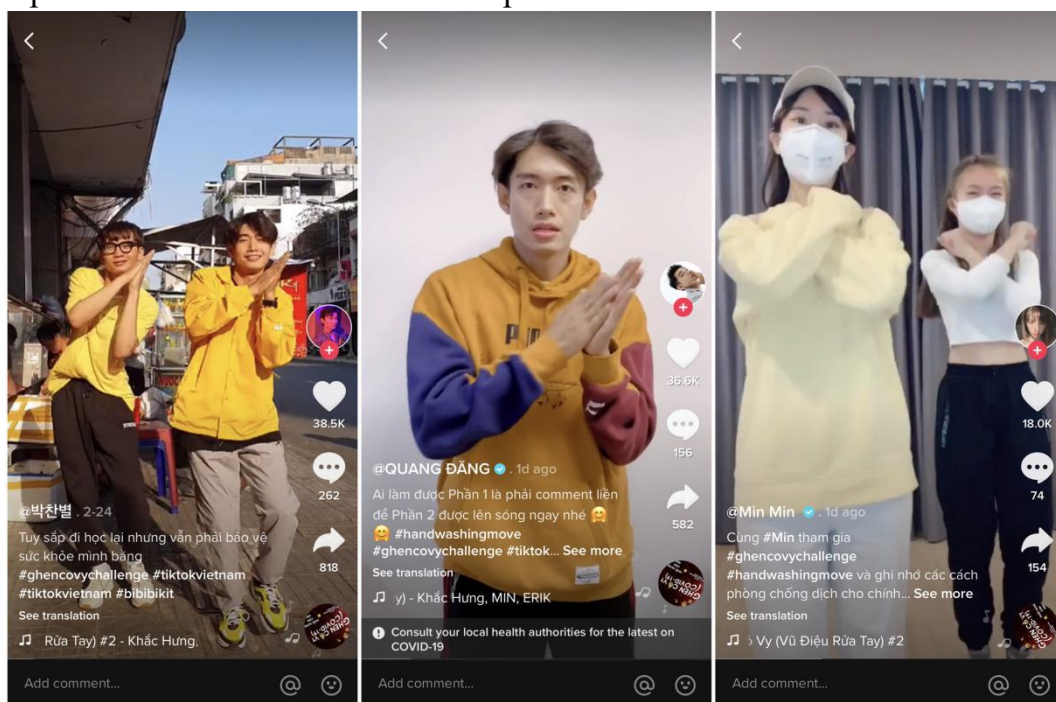 38.5K
262
818
@박찬별 . 2-24
Tuy sắp đi học lại nhưng vẫn phải bảo vệ
sức khỏe mình bảng
#ghencovychallenge #tiktokvietnam
#tiktokvietnam #bibibikit
See translation
Rửa Tay) #2 - Khắc Hưng,
Add comment...
36.6K
156
582
@QUANG ĐĂNG . 1d ago
Ai làm được Phần 1 là phải comment liền
để Phần 2 được lên sóng ngay nhé
#handwashingmove
#ghencovychallenge #tiktok... See more
See translation
y) - Khắc Hưng, MIN, ERIK
Consult your local health authorities for the latest on
COVID-19
Add comment...
18.0K
74
154
@Min Min . 1d ago
Cùng #Min tham gia
#ghencovychallenge
#handwashingmove và ghi nhớ các cách
phòng chống dịch cho chính... See more
See translation
Vy (Vũ Điệu Rửa Tay) #2
Add comment...